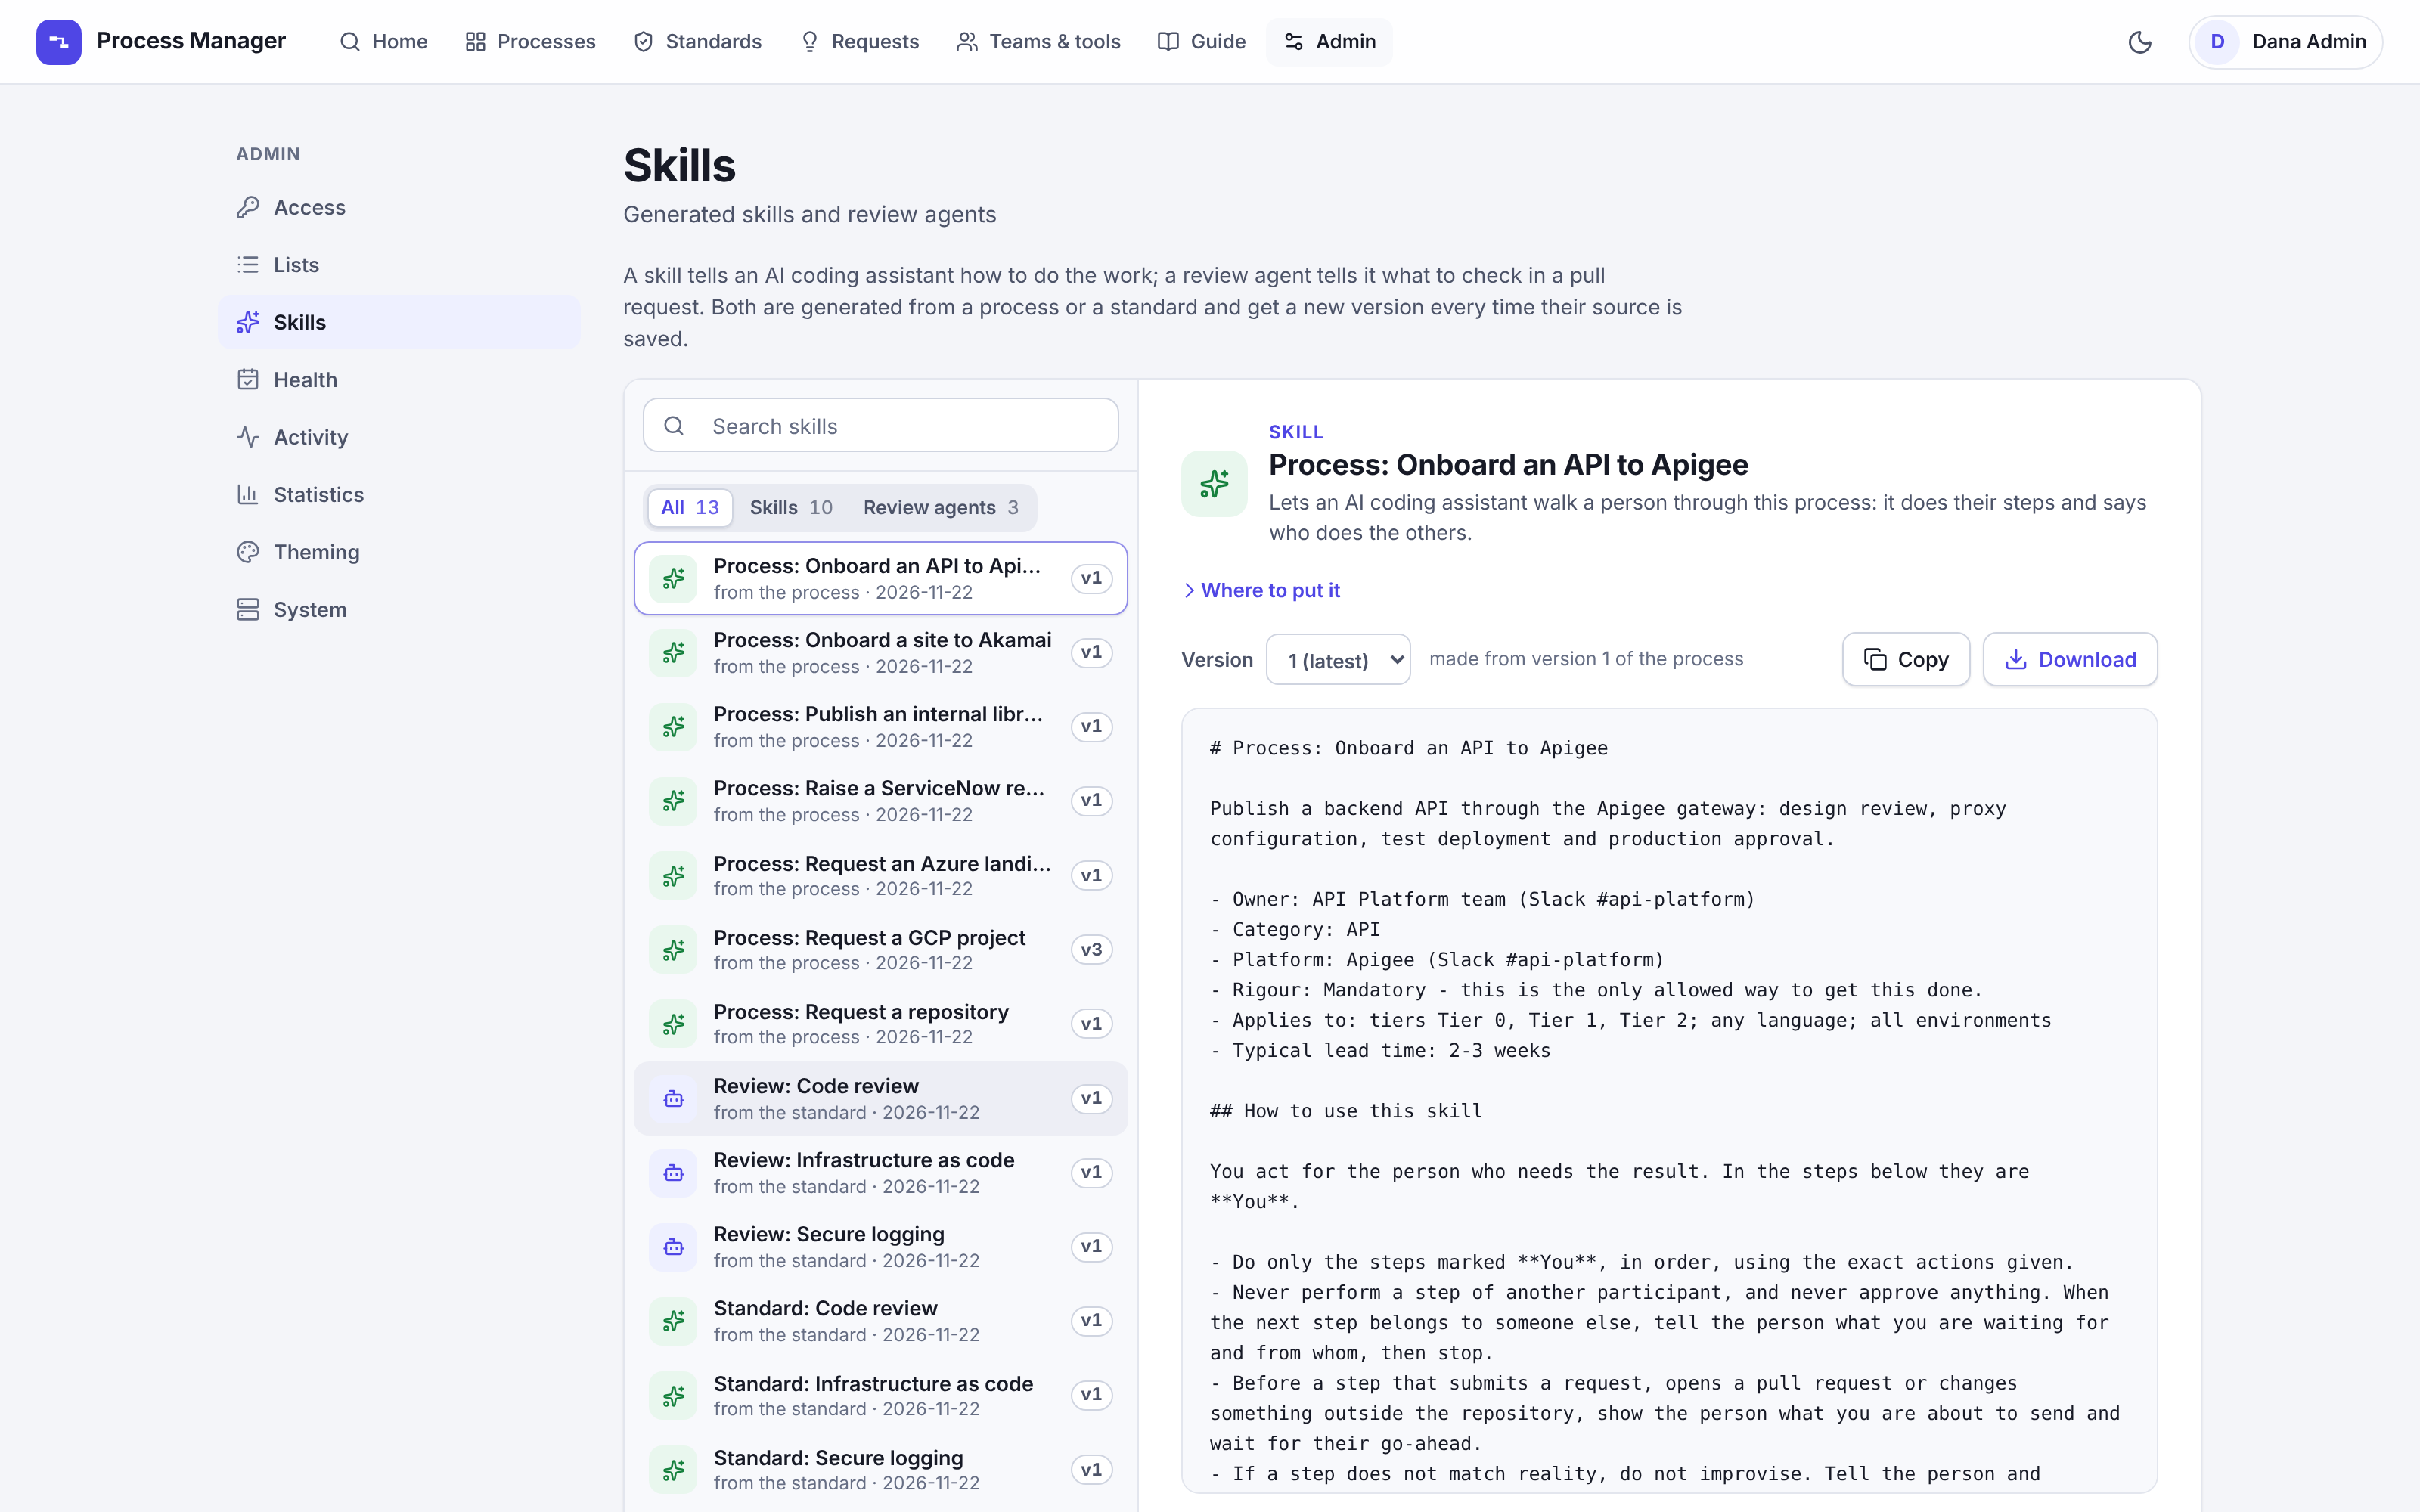 Process Manager
Home
Processes
Standards
Requests
Teams & tools
Guide
Admin
D
Dana Admin
ADMIN
Access
Lists
Skills
Health
Activity
Statistics
Theming
System
Skills
Generated skills and review agents
A skill tells an AI coding assistant how to do the work; a review agent tells it what to check in a pull
request. Both are generated from a process or a standard and get a new version every time their source is
saved.
Search skills
All 13
Skills 10
Review agents 3
Process: Onboard an API to Api...
from the process · 2026-11-22
v1
Process: Onboard a site to Akamai
from the process · 2026-11-22
v1
Process: Publish an internal libr...
from the process · 2026-11-22
v1
Process: Raise a ServiceNow re...
from the process · 2026-11-22
v1
Process: Request an Azure landi...
from the process · 2026-11-22
v1
Process: Request a GCP project
from the process · 2026-11-22
v3
Process: Request a repository
from the process · 2026-11-22
v1
Review: Code review
from the standard · 2026-11-22
v1
Review: Infrastructure as code
from the standard · 2026-11-22
v1
Review: Secure logging
from the standard · 2026-11-22
v1
Standard: Code review
from the standard · 2026-11-22
v1
Standard: Infrastructure as code
from the standard · 2026-11-22
v1
Standard: Secure logging
from the standard · 2026-11-22
v1
SKILL
Process: Onboard an API to Apigee
Lets an AI coding assistant walk a person through this process: it does their steps and says
who does the others.
Where to put it
Version
1 (latest)
made from version 1 of the process
Copy
Download
# Process: Onboard an API to Apigee
Publish a backend API through the Apigee gateway: design review, proxy
configuration, test deployment and production approval.
- Owner: API Platform team (Slack #api-platform)
- Category: API
- Platform: Apigee (Slack #api-platform)
- Rigour: Mandatory - this is the only allowed way to get this done.
- Applies to: tiers Tier 0, Tier 1, Tier 2; any language; all environments
- Typical lead time: 2-3 weeks
## How to use this skill
You act for the person who needs the result. In the steps below they are
**You**.
- Do only the steps marked **You**, in order, using the exact actions given.
- Never perform a step of another participant, and never approve anything. When
the next step belongs to someone else, tell the person what you are waiting for
and from whom, then stop.
- Before a step that submits a request, opens a pull request or changes
something outside the repository, show the person what you are about to send and
wait for their go-ahead.
- If a step does not match reality, do not improvise. Tell the person and